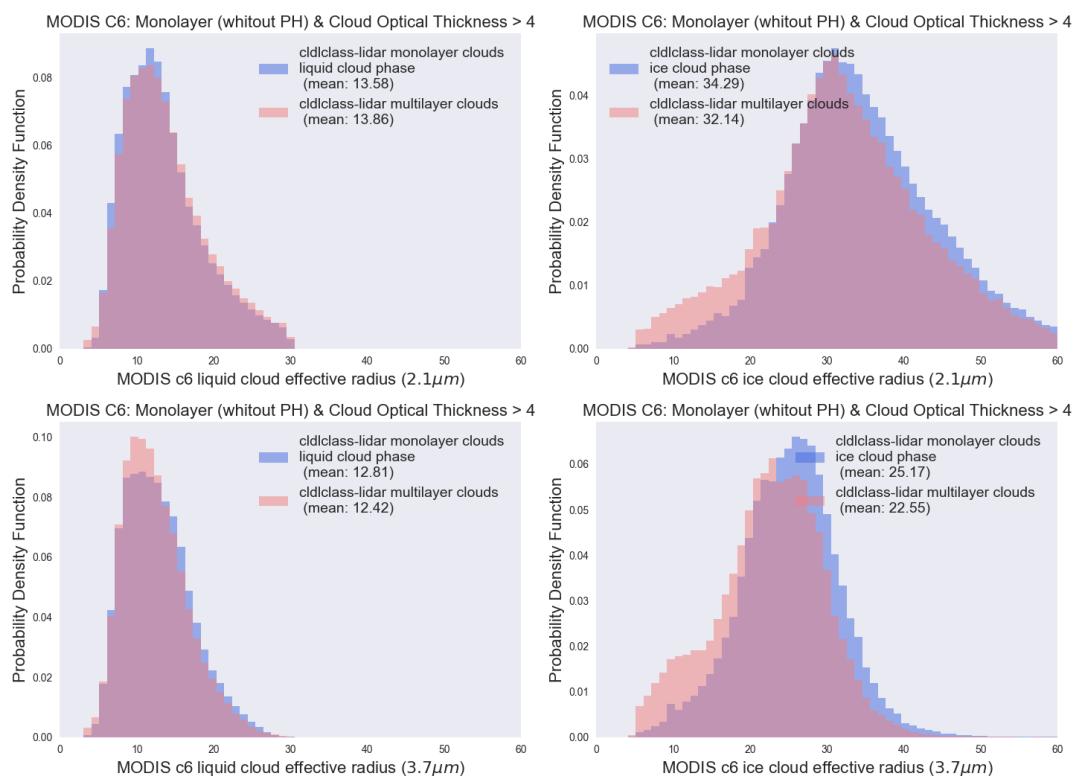 MODIS C6: Monolayer (whitout PH) & Cloud Optical Thickness > 4
cldlclass-lidar monolayer clouds
liquid cloud phase
(mean: 13.58)
cldlclass-lidar multilayer clouds
(mean: 13.86)
Probability Density Function
0.08
0.06
0.04
0.02
0.00
0 10 20 30 40 50 60
MODIS c6 liquid cloud effective radius (2.1μm)
MODIS C6: Monolayer (whitout PH) & Cloud Optical Thickness > 4
cldlclass-lidar monolayer clouds
ice cloud phase
(mean: 34.29)
cldlclass-lidar multilayer clouds
(mean: 32.14)
Probability Density Function
0.04
0.03
0.02
0.01
0.00
0 10 20 30 40 50 60
MODIS c6 ice cloud effective radius (2.1μm)
MODIS C6: Monolayer (whitout PH) & Cloud Optical Thickness > 4
cldlclass-lidar monolayer clouds
liquid cloud phase
(mean: 12.81)
cldlclass-lidar multilayer clouds
(mean: 12.42)
Probability Density Function
0.10
0.08
0.06
0.04
0.02
0.00
0 10 20 30 40 50 60
MODIS c6 liquid cloud effective radius (3.7μm)
MODIS C6: Monolayer (whitout PH) & Cloud Optical Thickness > 4
cldlclass-lidar monolayer clouds
ice cloud phase
(mean: 25.17)
cldlclass-lidar multilayer clouds
(mean: 22.55)
Probability Density Function
0.06
0.05
0.04
0.03
0.02
0.01
0.00
0 10 20 30 40 50 60
MODIS c6 ice cloud effective radius (3.7μm)